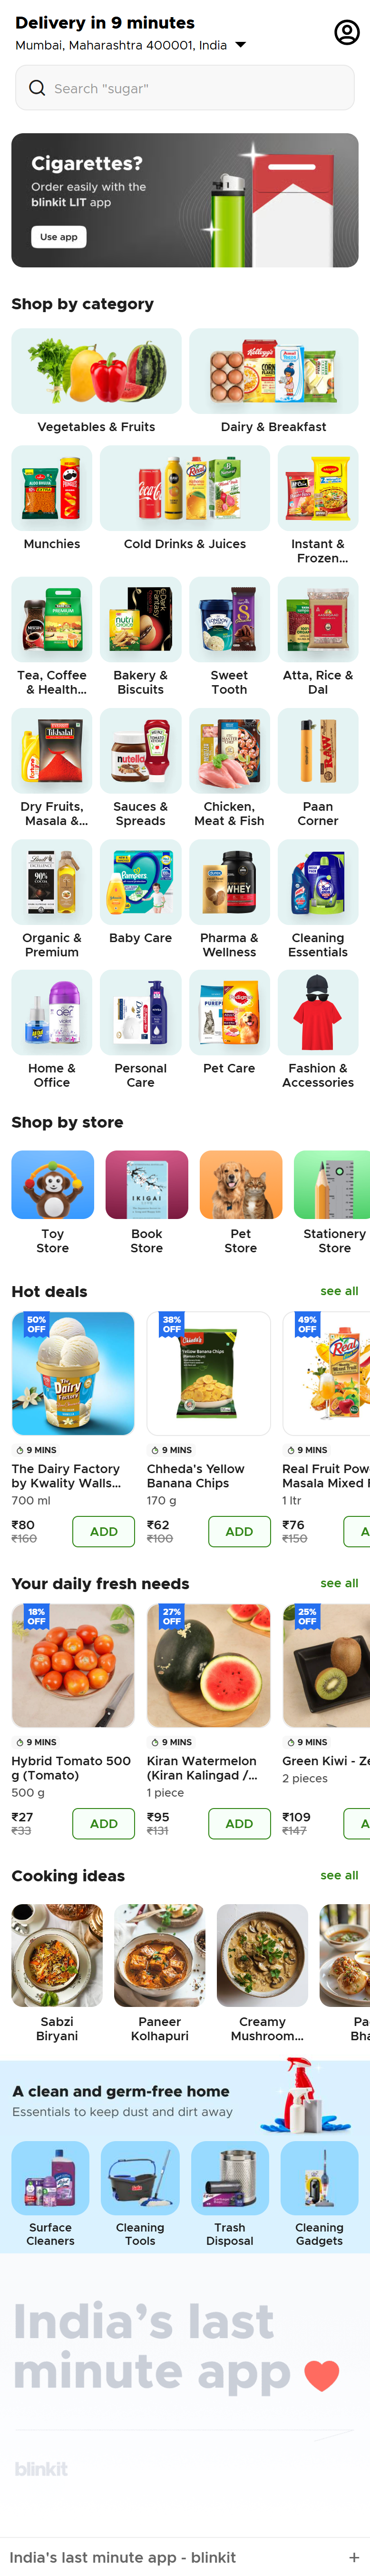 Delivery in 9 minutes
Mumbai, Maharashtra 400001, India
Search "sugar"
Cigarettes?
Order easily with the
blinkit LIT app
Use app
Shop by category
Vegetables & Fruits
Dairy & Breakfast
Munchies
Cold Drinks & Juices
Instant &
Frozen...
Tea, Coffee
& Health...
Bakery &
Biscuits
Sweet
Tooth
Atta, Rice &
Dal
Dry Fruits,
Masala &...
Sauces &
Spreads
Chicken,
Meat & Fish
Paan
Corner
Organic &
Premium
Baby Care
Pharma &
Wellness
Cleaning
Essentials
Home &
Office
Personal
Care
Pet Care
Fashion &
Accessories
Shop by store
IKIGAI
Toy
Store
Book
Store
Pet
Store
Stationery
Store
Hot deals
see all
50%
OFF
38%
OFF
49%
OFF
The
Dairy
Factory
Chheda's
Yellow Banana Chips
Real
9 MINS
9 MINS
9 MINS
The Dairy Factory
by Kwality Walls...
700 ml
₹80
₹160
ADD
Chheda's Yellow
Banana Chips
170 g
₹62
₹100
ADD
Real Fruit Pow
Masala Mixed F
1 ltr
₹76
₹150
A
Your daily fresh needs
see all
18%
OFF
27%
OFF
25%
OFF
9 MINS
9 MINS
9 MINS
Hybrid Tomato 500
g (Tomato)
500 g
₹27
₹33
ADD
Kiran Watermelon
(Kiran Kalingad /...
1 piece
₹95
₹131
ADD
Green Kiwi - Ze
2 pieces
₹109
₹147
A
Cooking ideas
see all
Sabzi
Biryani
Paneer
Kolhapuri
Creamy
Mushroom...
Pa
Bha
A clean and germ-free home
Essentials to keep dust and dirt away
Surface
Cleaners
Cleaning
Tools
Trash
Disposal
Cleaning
Gadgets
India's last
minute app
blinkit
India's last minute app - blinkit